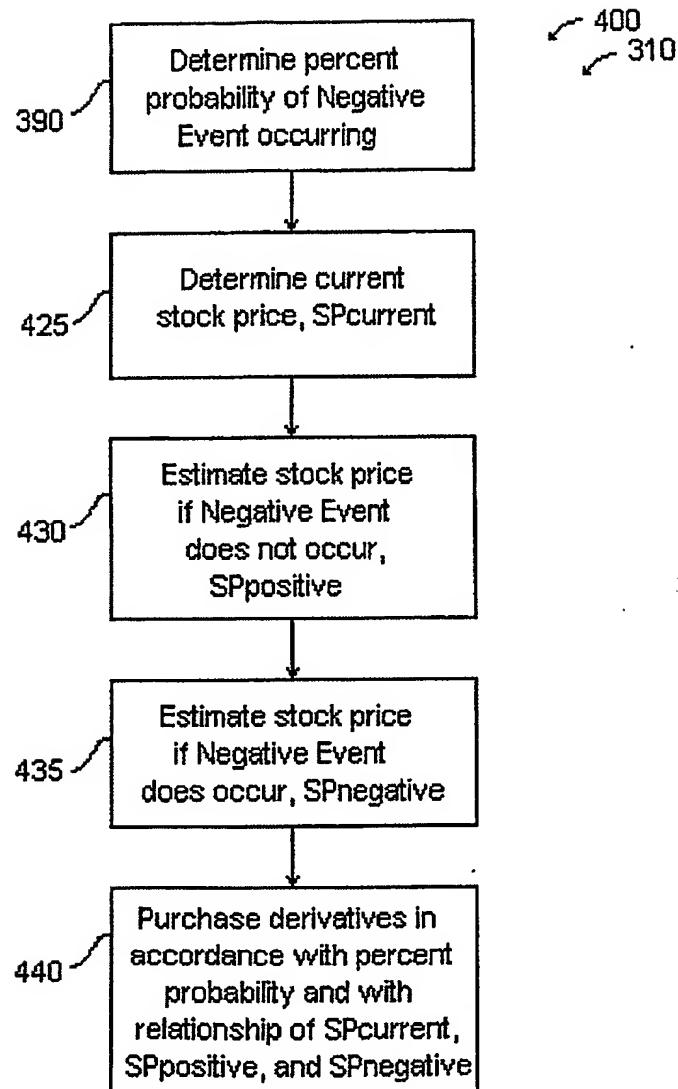 400
310
390
Determine percent
probability of Negative
Event occurring
425
Determine current
stock price, SPcurrent
430
Estimate stock price
if Negative Event
does not occur,
SPpositive
435
Estimate stock price
if Negative Event
does occur, SPnegative
440
Purchase derivatives in
accordance with percent
probability and with
relationship of SPcurrent,
SPpositive, and SPnegative